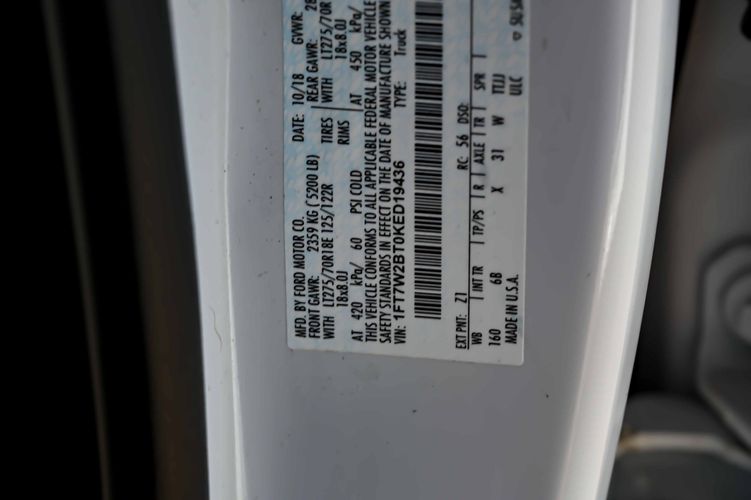 MFD. BY FORD MOTOR CO.
DATE: 10/18 GVWR:
FRONT GAWR: 2359 KG ( 5200 LB) REAR GAWR: 28
WITH LT275/70R18E 125/122R TIRES WITH LT275/70R
18x8.0J RIMS 18x8.0J
AT 420 kPa/ 60 PSI COLD AT 450 kPa/
THIS VEHICLE CONFORMS TO ALL APPLICABLE FEDERAL MOTOR VEHICLE
SAFETY STANDARDS IN EFFECT ON THE DATE OF MANUFACTURE SHOWN
VIN: 1FT7W2BT0KED19436 TYPE: Truck
EXT PNT: Z1 RC: 56 DSO:
WB INT TR TP/PS R AXLE TR SPR
160 6B X 31 W TTJJ
MADE IN U.S.A. ULC